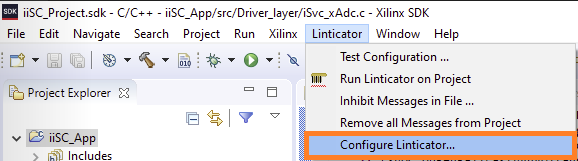 SDK iiSC_Project.sdk - C/C++ - iiSC_App/src/Driver_layer/iSvc_xAdc.c - Xilinx SDK
File Edit Navigate Search Project Run Xilinx Linticator Window Help
010
Test Configuration ...
Run Linticator on Project
Inhibit Messages in File ...
Remove all Messages from Project
Configure Linticator...
Project Explorer
iiSC_App
Includes